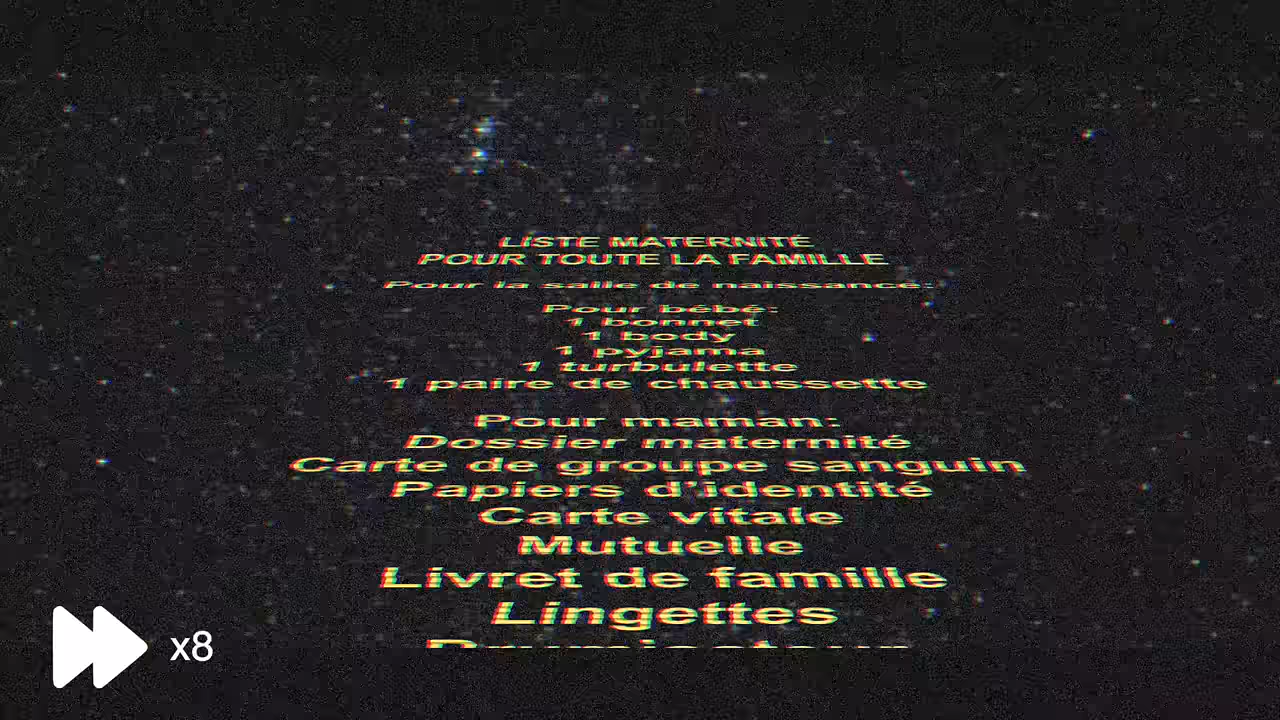 LISTE MATERNITÉ
POUR TOUTE LA FAMILLE
Pour la salle de naissance:
Pour bébé:
1 bonnet
1 body
1 pyjama
1 turbulette
1 paire de chaussette
Pour maman:
Dossier maternité
Carte de groupe sanguin
Papiers d'identité
Carte vitale
Mutuelle
Livret de famille
Lingettes
x8